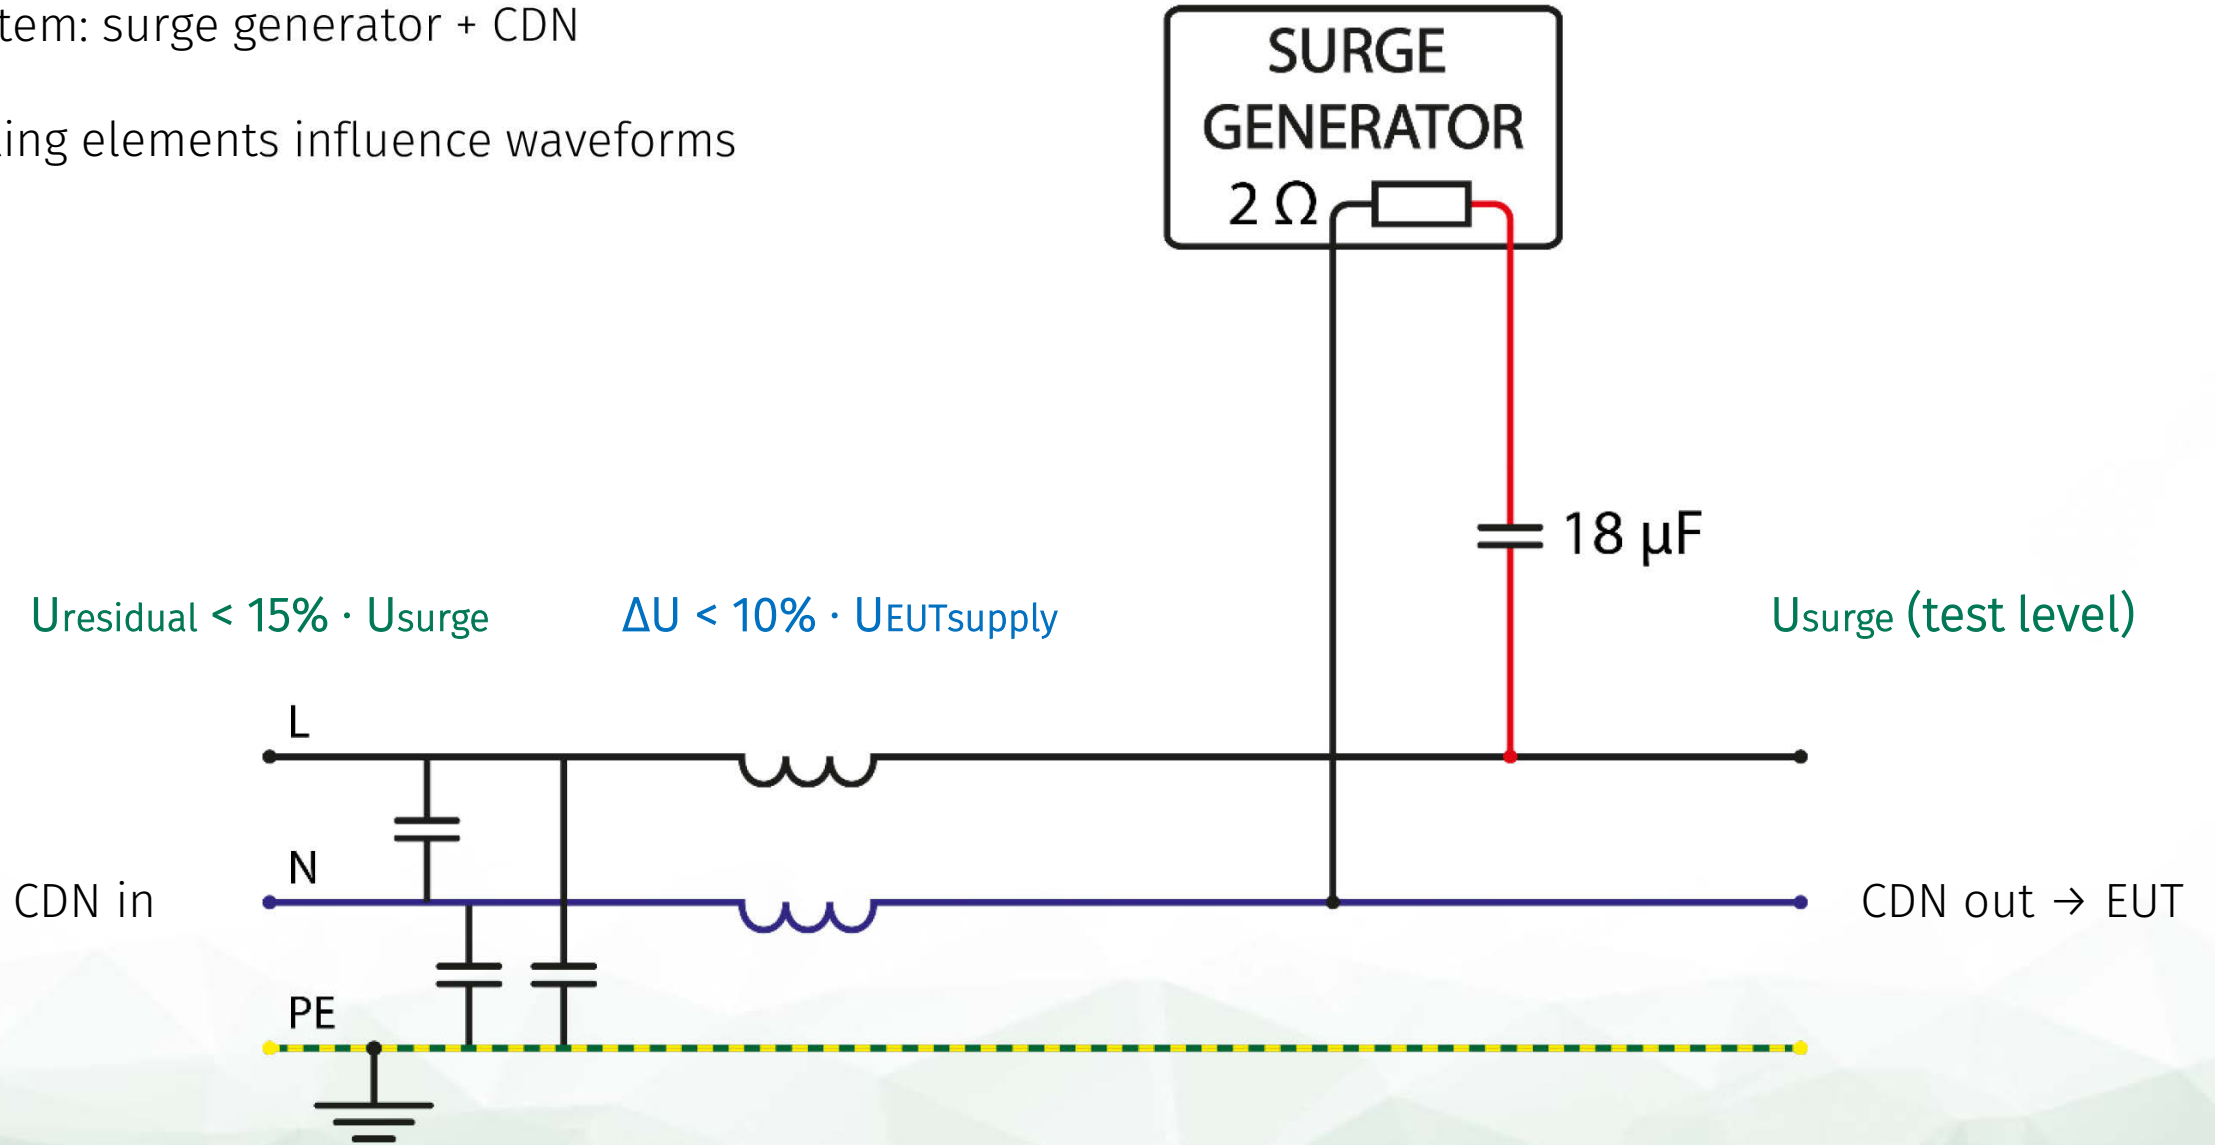 tem: surge generator + CDN
ing elements influence waveforms
SURGE
GENERATOR
2 Ω
18 µF
Uresidual < 15% · Usurge
ΔU < 10% · UEUTsupply
Usurge (test level)
L
N
CDN in
CDN out → EUT
PE